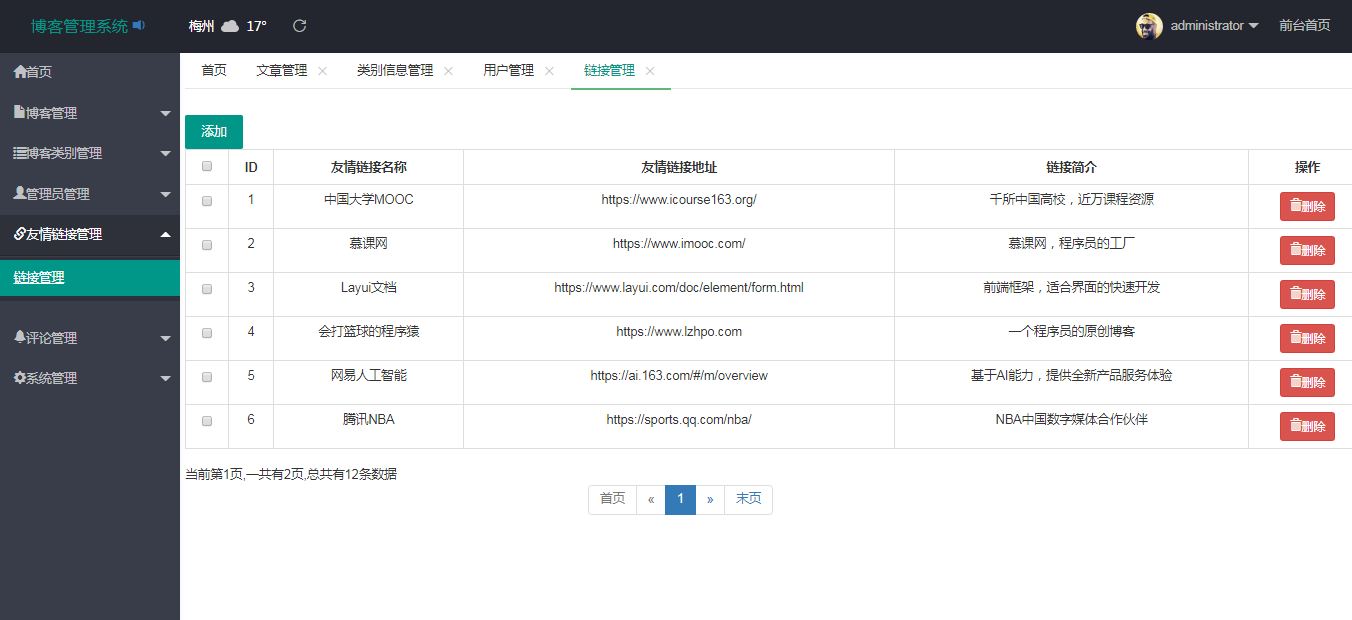 博客管理系统 梅州 17° administrator 前台首页
首页 文章管理 类别信息管理 用户管理 链接管理
首页
博客管理
博客类别管理
管理员管理
友情链接管理
链接管理
评论管理
系统管理
添加
ID 友情链接名称 友情链接地址 链接简介 操作
1 中国大学MOOC https://www.icourse163.org/ 千所中国高校，近万课程资源 删除
2 慕课网 https://www.imooc.com/ 慕课网，程序员的工厂 删除
3 Layui文档 https://www.layui.com/doc/element/form.html 前端框架，适合界面的快速开发 删除
4 会打篮球的程序猿 https://www.lzhpo.com 一个程序员的原创博客 删除
5 网易人工智能 https://ai.163.com/#/m/overview 基于AI能力，提供全新产品服务体验 删除
6 腾讯NBA https://sports.qq.com/nba/ NBA中国数字媒体合作伙伴 删除
当前第1页,一共有2页,总共有12条数据
首页 « 1 » 末页